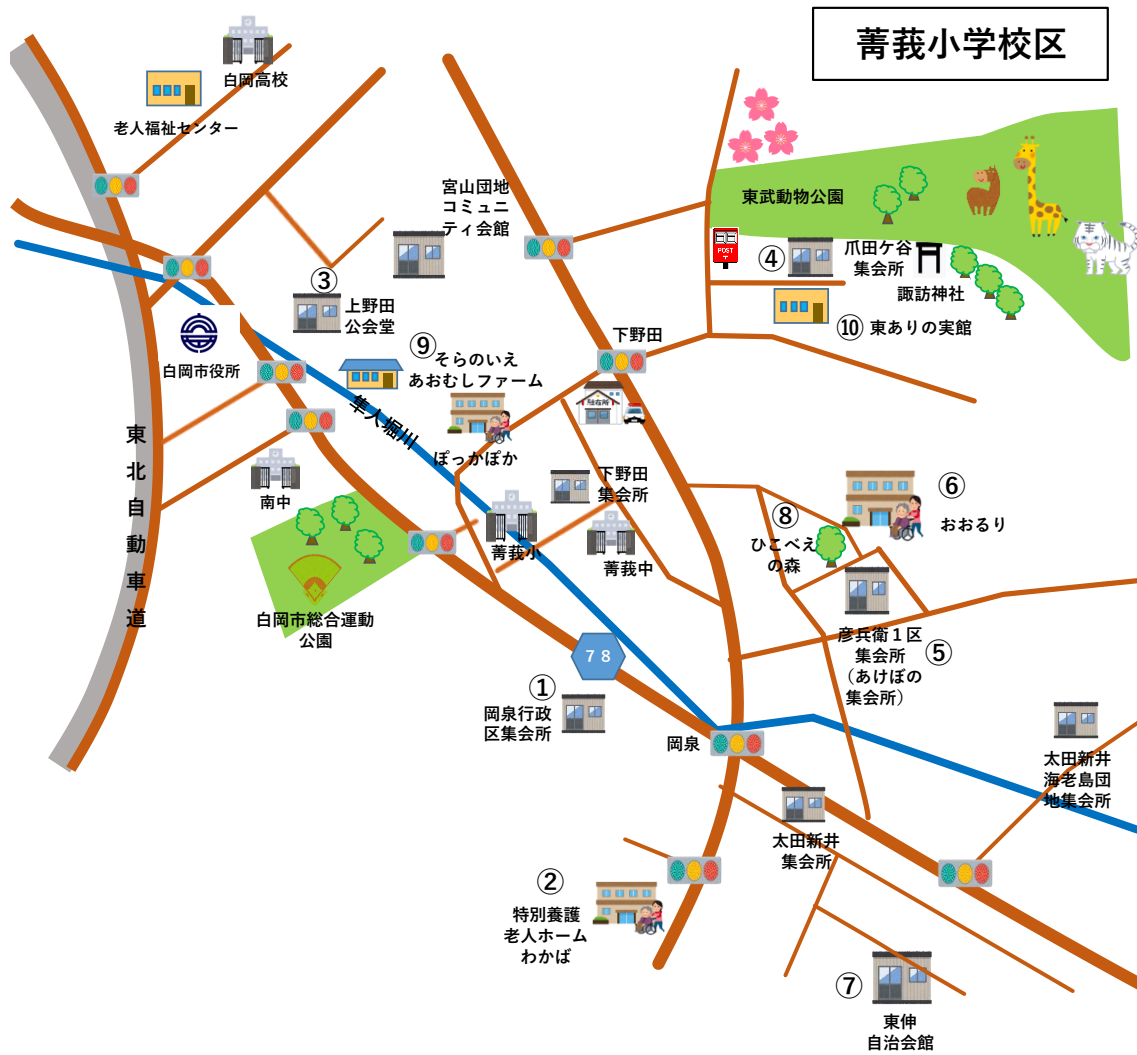 菁莪小学校区
白岡高校
老人福祉センター
宮山団地
コミュニ
ティ会館
東武動物公園
POST
〒
④
爪田ケ谷
集会所
諏訪神社
⑩ 東ありの実館
③
上野田
公会堂
白岡市役所
⑨
そらのいえ
あおむしファーム
下野田
駐在所
隼人堀川
ぽっかぽか
東北自動車道
南中
下野田
集会所
菁莪小
菁莪中
⑥
おおるり
⑧
ひこべえ
の森
白岡市総合運動
公園
彦兵衛1区
集会所
(あけぼの
集会所)
⑤
78
①
岡泉行政
区集会所
岡泉
太田新井
海老島団
地集会所
太田新井
集会所
②
特別養護
老人ホーム
わかば
⑦
東伸
自治会館